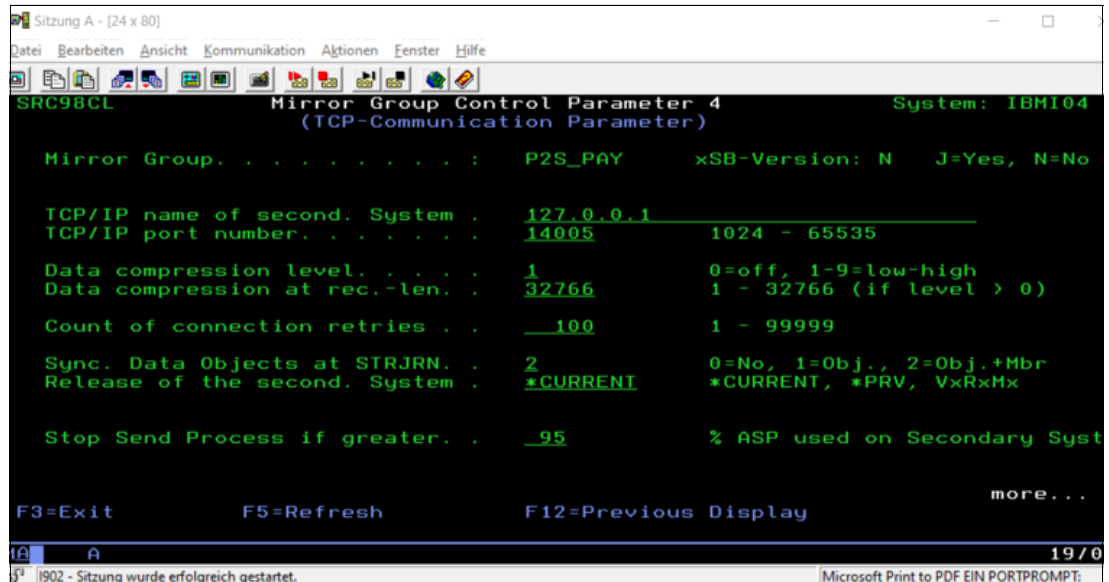 Sitzung A - [24 x 80]
Datei Bearbeiten Ansicht Kommunikation Aktionen Fenster Hilfe
SRC98CL Mirror Group Control Parameter 4 System: IBMI04
(TCP-Communication Parameter)
Mirror Group. . . . . . . . . . : P2S_PAY xSB-Version: N J=Yes, N=No
TCP/IP name of second. System . 127.0.0.1
TCP/IP port number. . . . . . . 14005 1024 - 65535
Data compression level. . . . . 1 0=off, 1-9=low-high
Data compression at rec.-len. . 32766 1 - 32766 (if level > 0)
Count of connection retries . . 100 1 - 99999
Sync. Data Objects at STRJRN. . 2 0=No, 1=Obj., 2=Obj.+Mbr
Release of the second. System . *CURRENT *CURRENT, *PRV, VxRxMx
Stop Send Process if greater. . 95 % ASP used on Secondary Syst
more...
F3=Exit F5=Refresh F12=Previous Display
MA A 19/0
I902 - Sitzung wurde erfolgreich gestartet. Microsoft Print to PDF EIN PORTPROMPT: